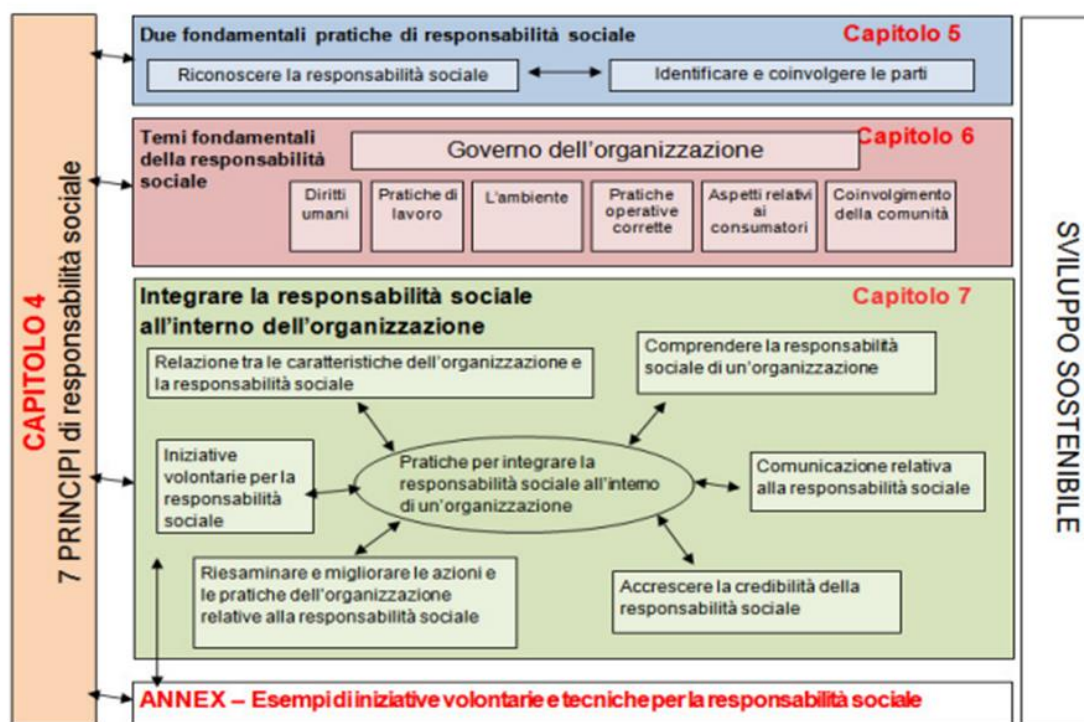 CAPITOLO 4
7 PRINCIPI di responsabilità sociale
Due fondamentali pratiche di responsabilità sociale
Capitolo 5
Riconoscere la responsabilità sociale
Identificare e coinvolgere le parti
Temi fondamentali
della responsabilità
sociale
Capitolo 6
Governo dell'organizzazione
Diritti
umani
Pratiche di
lavoro
L'ambiente
Pratiche
operative
corrette
Aspetti relativi
ai
consumatori
Coinvolgimento
della comunità
Integrare la responsabilità sociale
all'interno dell'organizzazione
Capitolo 7
Relazione tra le caratteristiche dell'organizzazione e
la responsabilità sociale
Comprendere la responsabilità
sociale di un'organizzazione
Iniziative
volontarie per la
responsabilità
sociale
Pratiche per integrare la
responsabilità sociale all'interno
di un'organizzazione
Comunicazione relativa
alla responsabilità sociale
Riesaminare e migliorare le azioni e
le pratiche dell'organizzazione
relative alla responsabilità sociale
Accrescere la credibilità della
responsabilità sociale
ANNEX – Esempi di iniziative volontarie e tecniche per la responsabilità sociale
SVILUPPO SOSTENIBILE